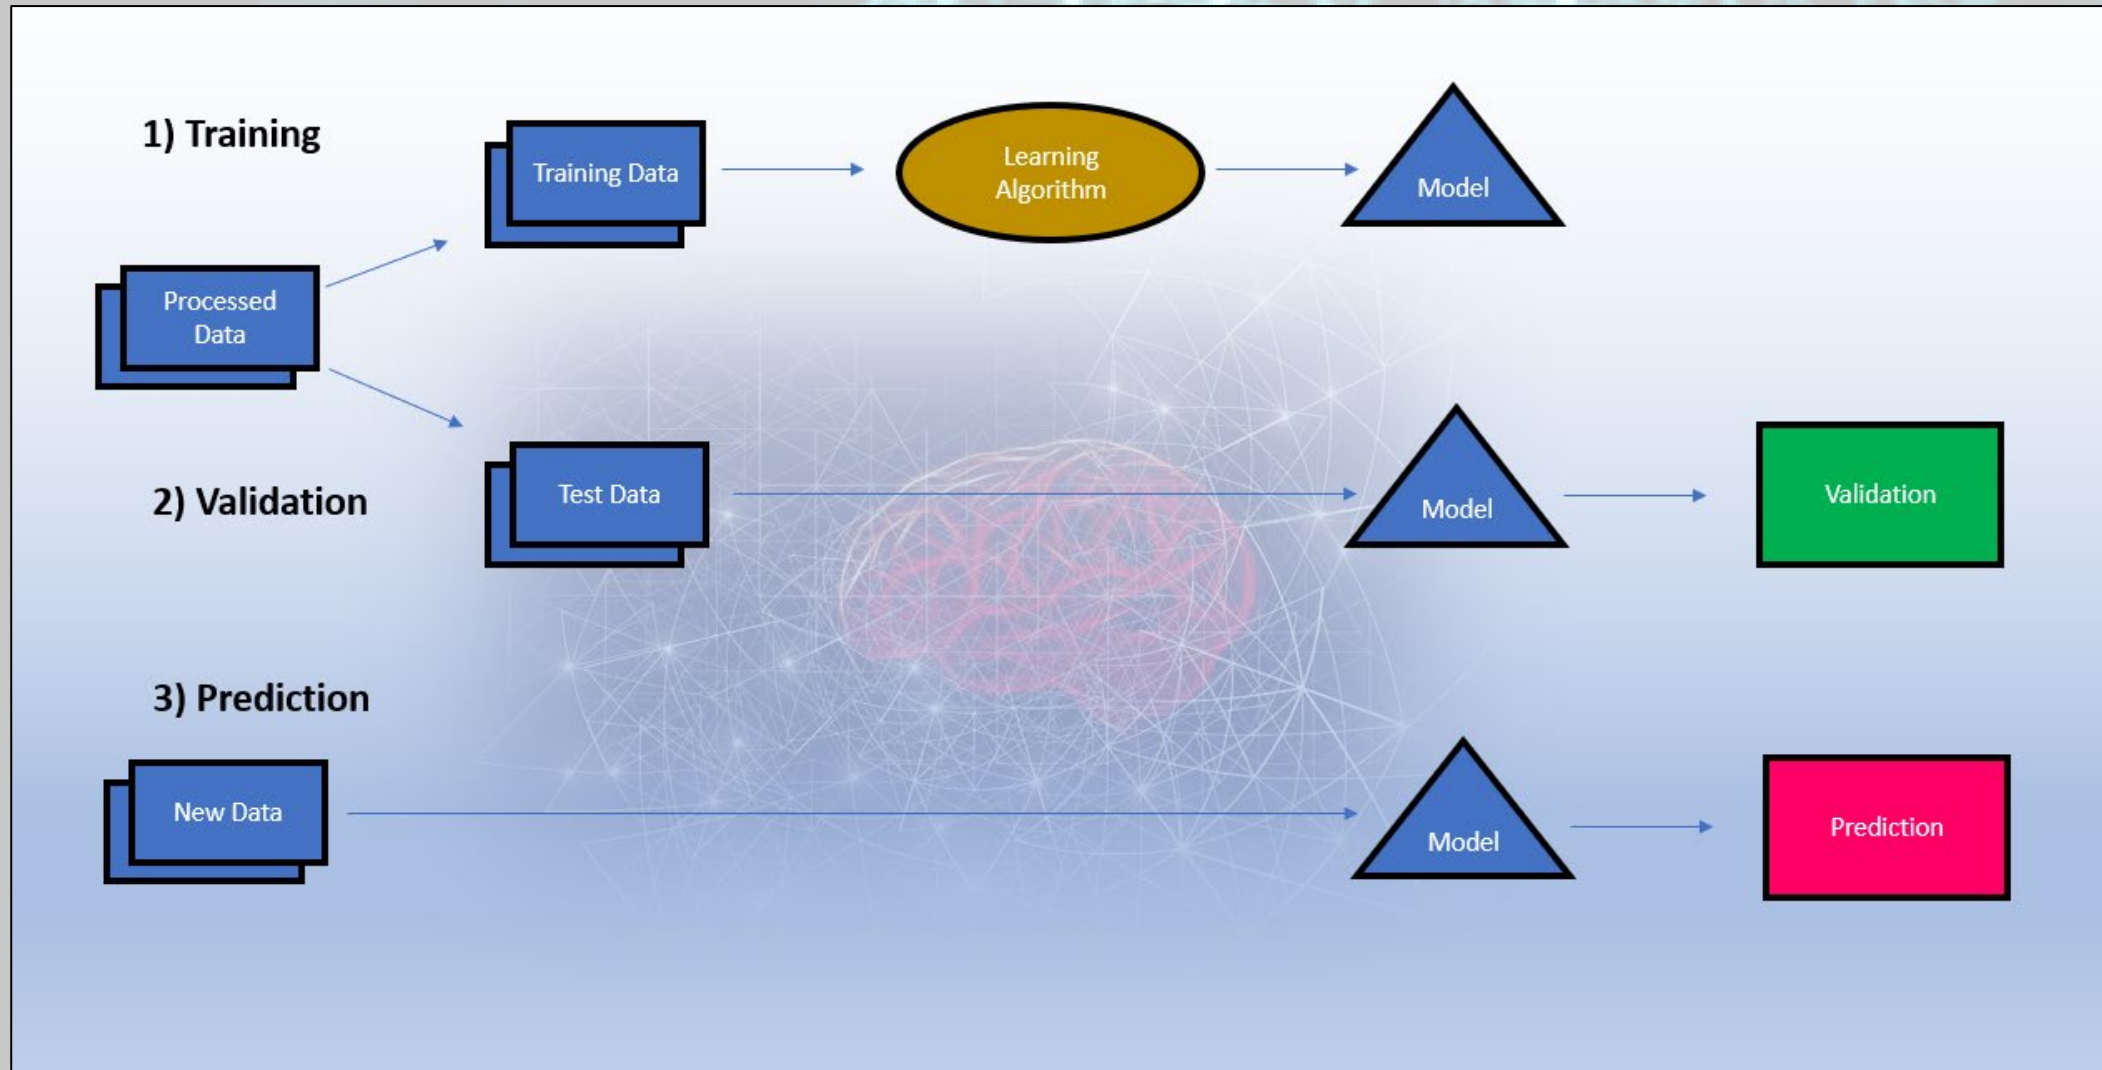 1) Training
Training Data
Learning
Algorithm
Model
Processed
Data
2) Validation
Test Data
Model
Validation
3) Prediction
New Data
Model
Prediction